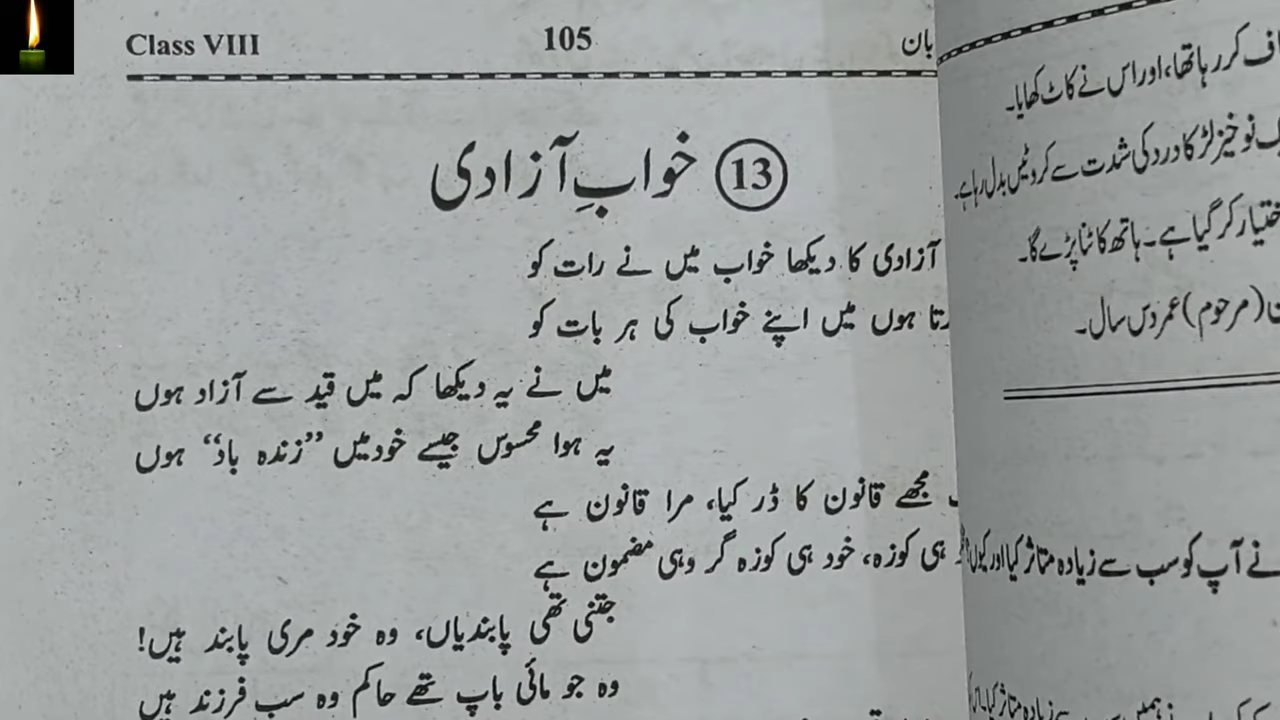 Class VIII
105
بان
13 خوابِ آزادی
آزادی کا دیکھا خواب میں نے رات کو
ہوں میں اپنے خواب کی ہر بات کو
میں نے یہ دیکھا کہ میں قید سے آزاد ہوں
یہ ہوا محسوس جیسے خود میں ”زندہ باد“ ہوں
مجھے قانون کا ڈر کیا، مرا قانون ہے
ہی کوزہ، خود ہی کوزہ گر وہی مضمون ہے
جتنی تھی پابندیاں، وہ خود مری پابند ہیں!
وہ جو مائی باپ تھے حاکم وہ سب فرزند ہیں
کر رہا تھا، اور اس نے کاٹ کھایا۔
نوخیز لڑکا درد کی شدت سے کروٹیں بدل رہا ہے۔
کر گیا ہے۔ ہاتھ کاٹنا پڑے گا۔
(مرحوم) عمر دس سال۔
نے آپ کو سب سے زیادہ متاثر کیا اور کیوں؟